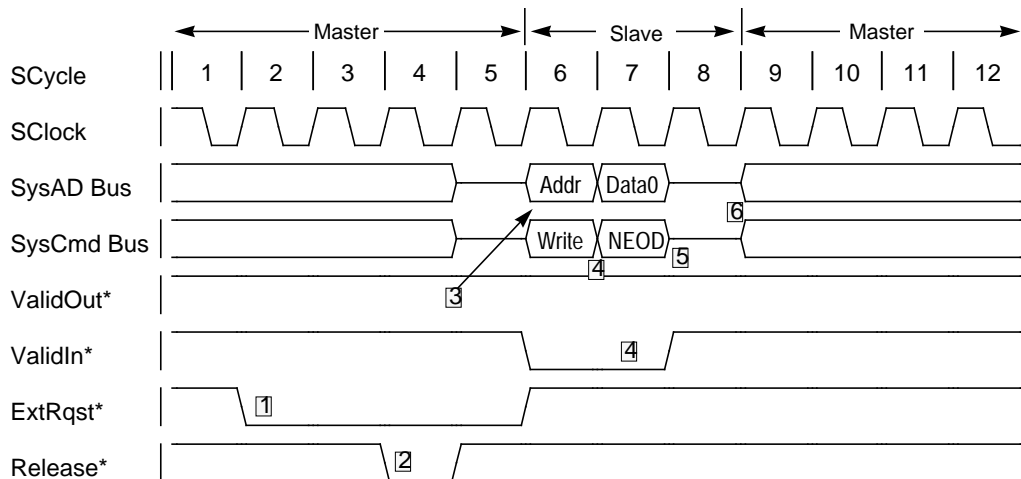 Master Slave Master
SCycle 1 2 3 4 5 6 7 8 9 10 11 12
SClock
SysAD Bus Addr Data0
6
SysCmd Bus Write NEOD 5
4
ValidOut* 3
ValidIn* 4
ExtRqst* 1
Release* 2